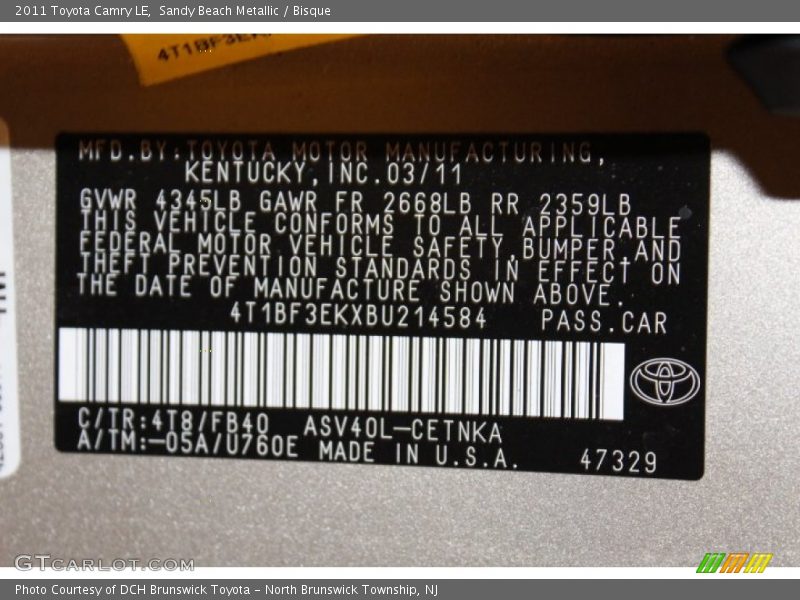 2011 Toyota Camry LE, Sandy Beach Metallic / Bisque
MFD.BY:TOYOTA MOTOR MANUFACTURING,
KENTUCKY,INC.03/11
GVWR 4345LB GAWR FR 2668LB RR 2359LB
THIS VEHICLE CONFORMS TO ALL APPLICABLE
FEDERAL MOTOR VEHICLE SAFETY,BUMPER,AND
THEFT PREVENTION STANDARDS IN EFFECT ON
THE DATE OF MANUFACTURE SHOWN ABOVE.
4T1BF3EKXBU214584 PASS.CAR
C/TR:4T8/FB40 ASV40L-CETNKA
A/TM:-05A/U760E MADE IN U.S.A. 47329
GTcarlot.com
Photo Courtesy of DCH Brunswick Toyota - North Brunswick Township, NJ